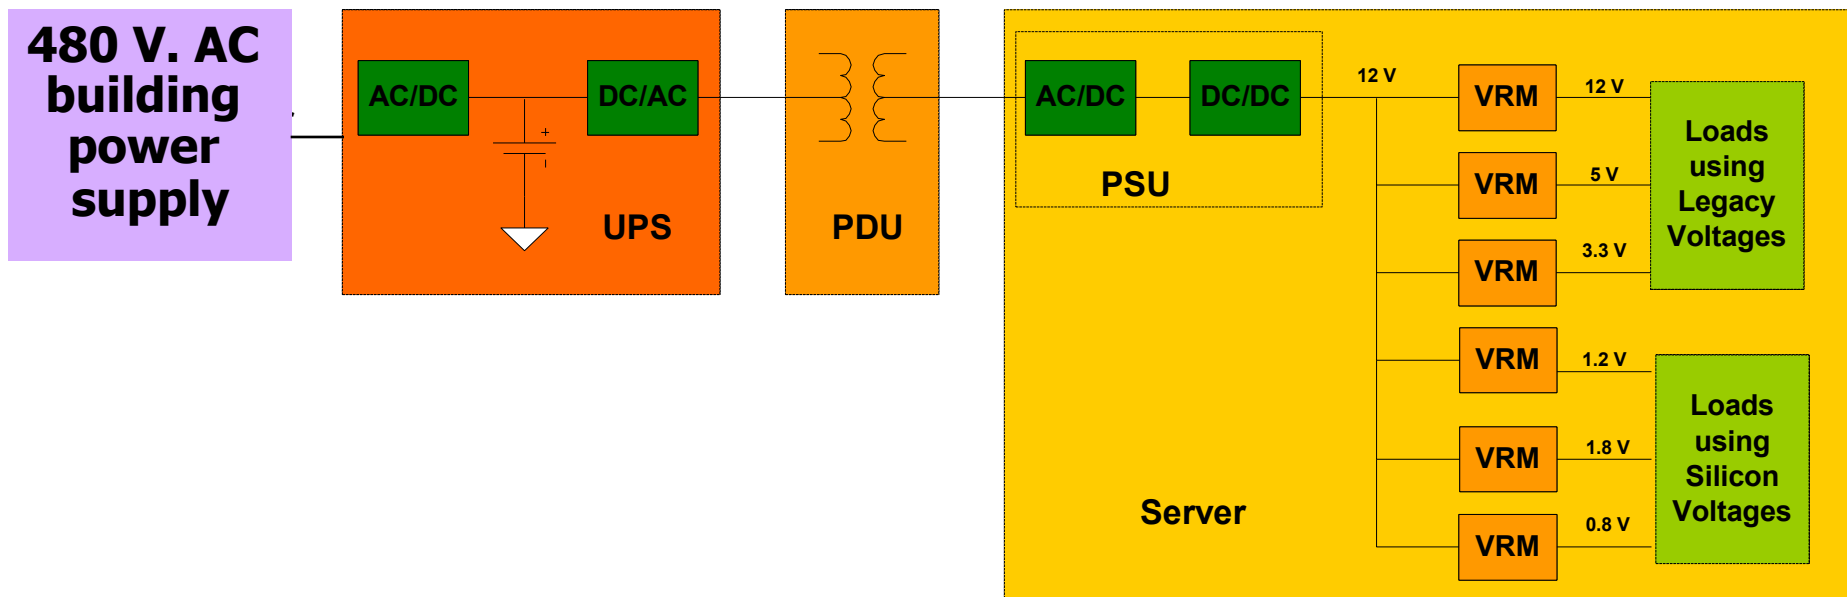 480 V. AC
building
power
supply
AC/DC
DC/AC
+
-
UPS
PDU
AC/DC
DC/DC
PSU
12 V
Server
VRM
12 V
VRM
5 V
VRM
3.3 V
VRM
1.2 V
VRM
1.8 V
VRM
0.8 V
Loads
using
Legacy
Voltages
Loads
using
Silicon
Voltages